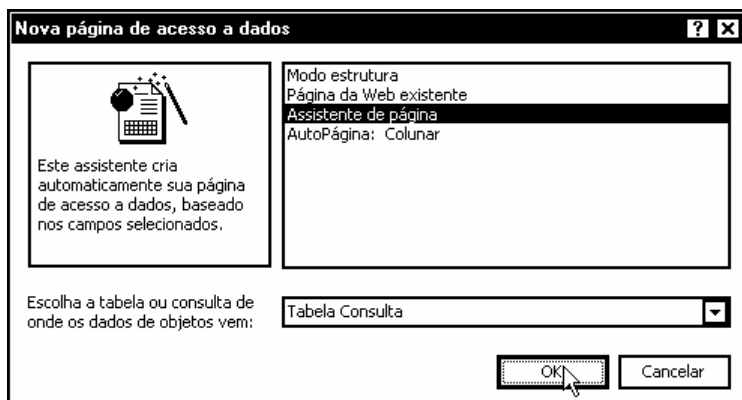 Nova página de acesso a dados
? X
Modo estrutura
Página da Web existente
Assistente de página
AutoPágina: Colunar
Este assistente cria
automaticamente sua página
de acesso a dados, baseado
nos campos selecionados.
Escolha a tabela ou consulta de
onde os dados de objetos vem:
Tabela Consulta
OK
Cancelar